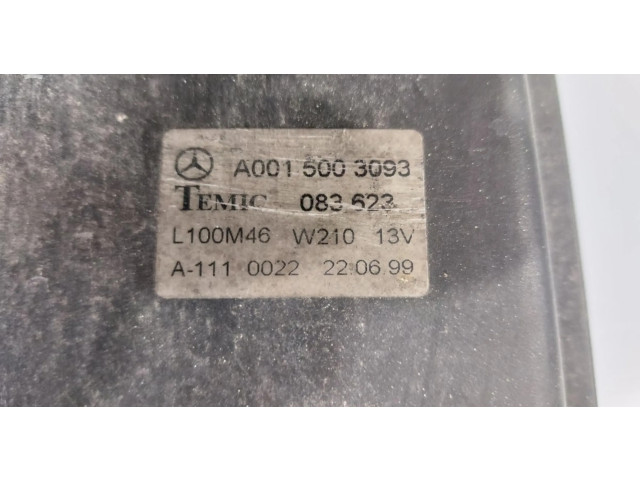 A001 500 3093
TEMIC 083 623
L100M46 W210 13V
A-111 0022 22.06.99